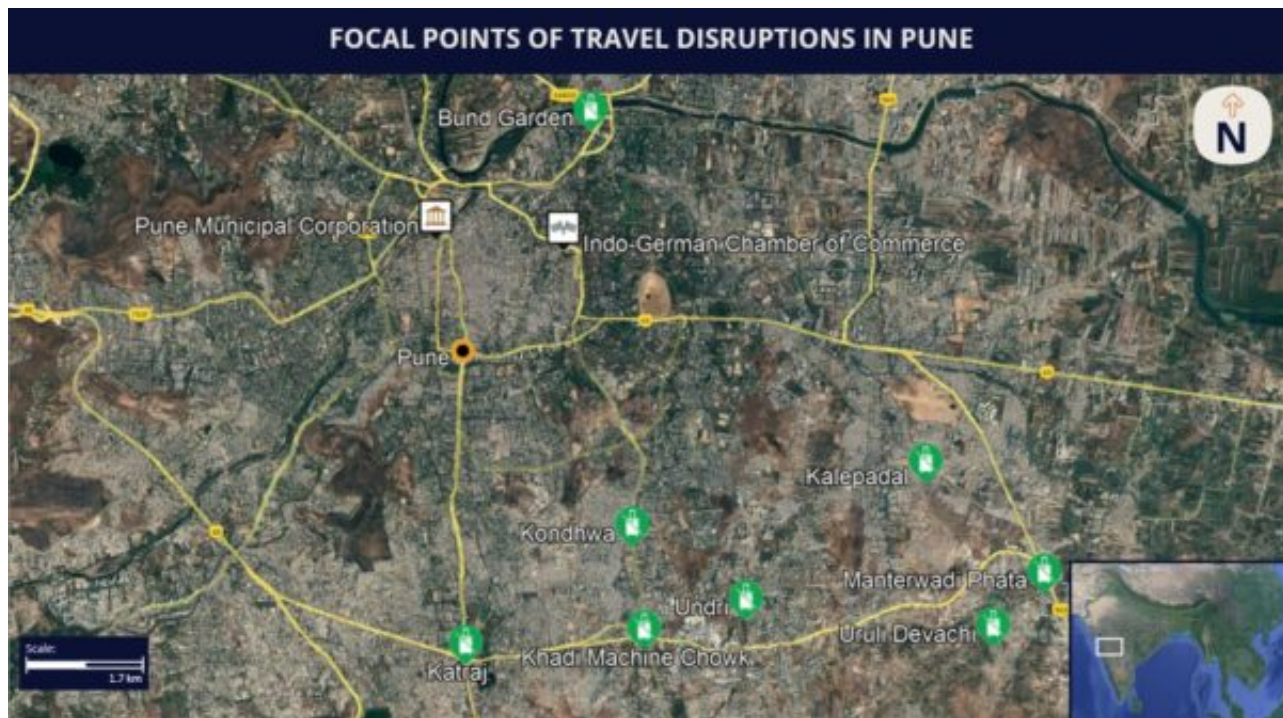 FOCAL POINTS OF TRAVEL DISRUPTIONS IN PUNE
Bund Garden
N
Pune Municipal Corporation
Indo-German Chamber of Commerce
Pune
Kalepadal
Kondhwa
Manterwadi Phata
Undri
Uruli Devachi
Khadi Machine Chowk
Katraj
Scale:
1.7 km